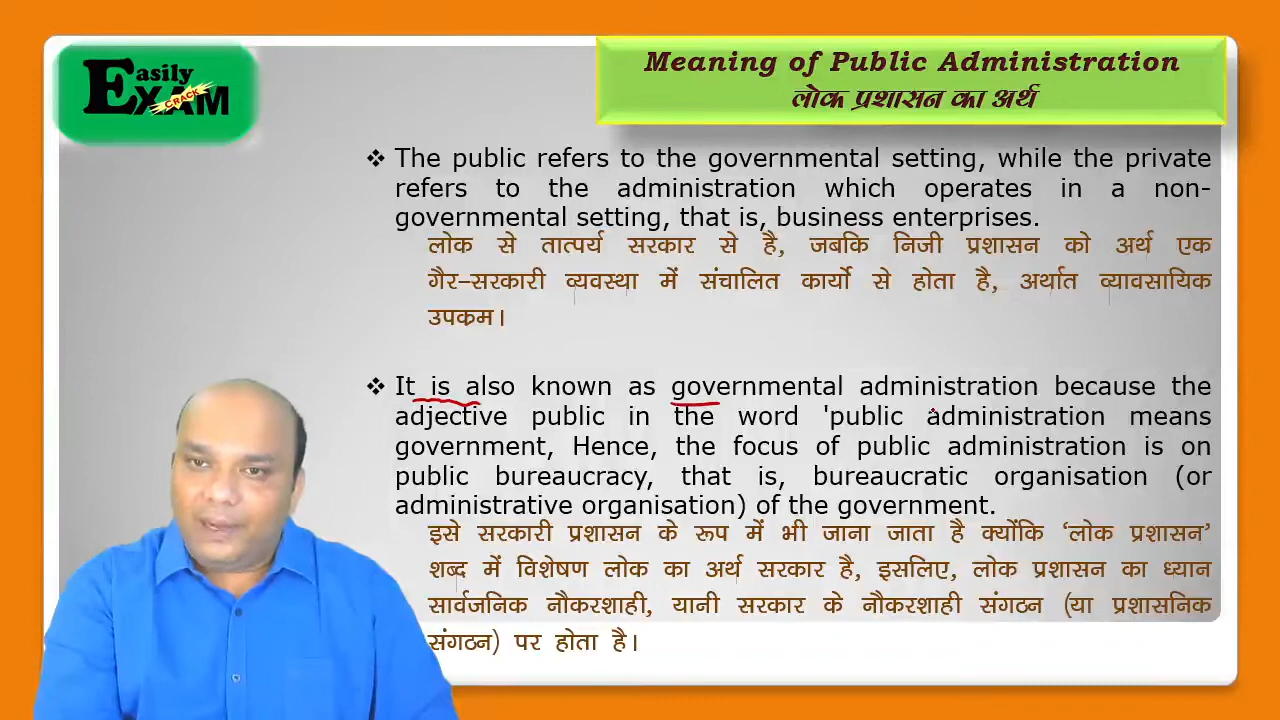 Easily
CRACK
EXAM
Meaning of Public Administration
लोक प्रशासन का अर्थ
❖ The public refers to the governmental setting, while the private
refers to the administration which operates in a non-
governmental setting, that is, business enterprises.
लोक से तात्पर्य सरकार से है, जबकि निजी प्रशासन को अर्थ एक
गैर–सरकारी व्यवस्था में संचालित कार्यो से होता है, अर्थात व्यावसायिक
उपक्रम।
❖ It is also known as governmental administration because the
adjective public in the word 'public administration means
government, Hence, the focus of public administration is on
public bureaucracy, that is, bureaucratic organisation (or
administrative organisation) of the government.
इसे सरकारी प्रशासन के रूप में भी जाना जाता है क्योंकि ‘लोक प्रशासन’
शब्द में विशेषण लोक का अर्थ सरकार है, इसलिए, लोक प्रशासन का ध्यान
सार्वजनिक नौकरशाही, यानी सरकार के नौकरशाही संगठन (या प्रशासनिक
संगठन) पर होता है।